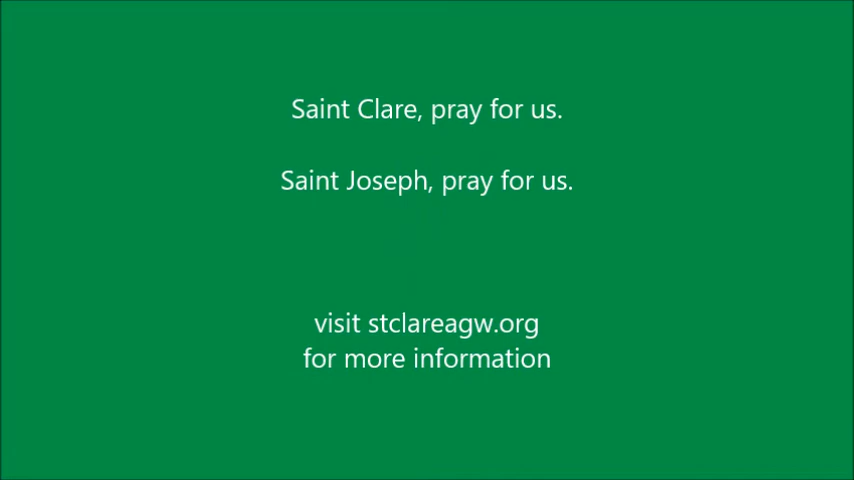 Saint Clare, pray for us.
Saint Joseph, pray for us.
visit stclareagw.org
for more information